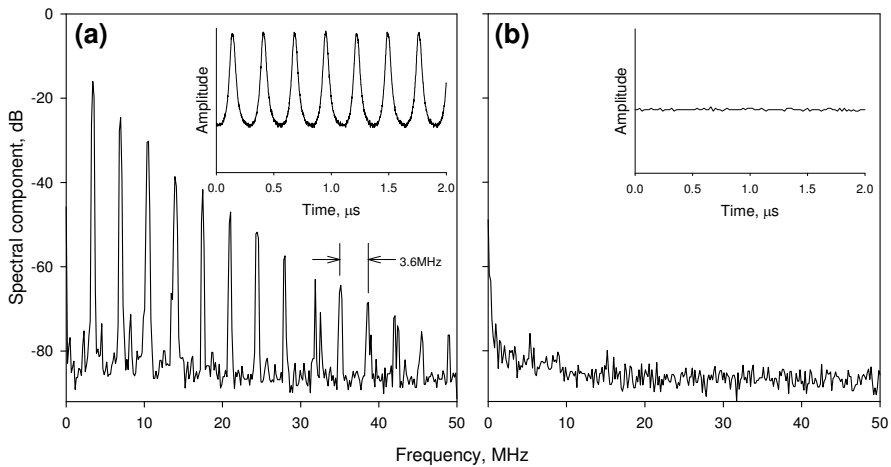 (a)
(b)
Spectral component, dB
0
-20
-40
-60
-80
Amplitude
0.0 0.5 1.0 1.5 2.0
Time, μs
3.6MHz
Amplitude
0.0 0.5 1.0 1.5 2.0
Time, μs
0 10 20 30 40 50
0 10 20 30 40 50
Frequency, MHz